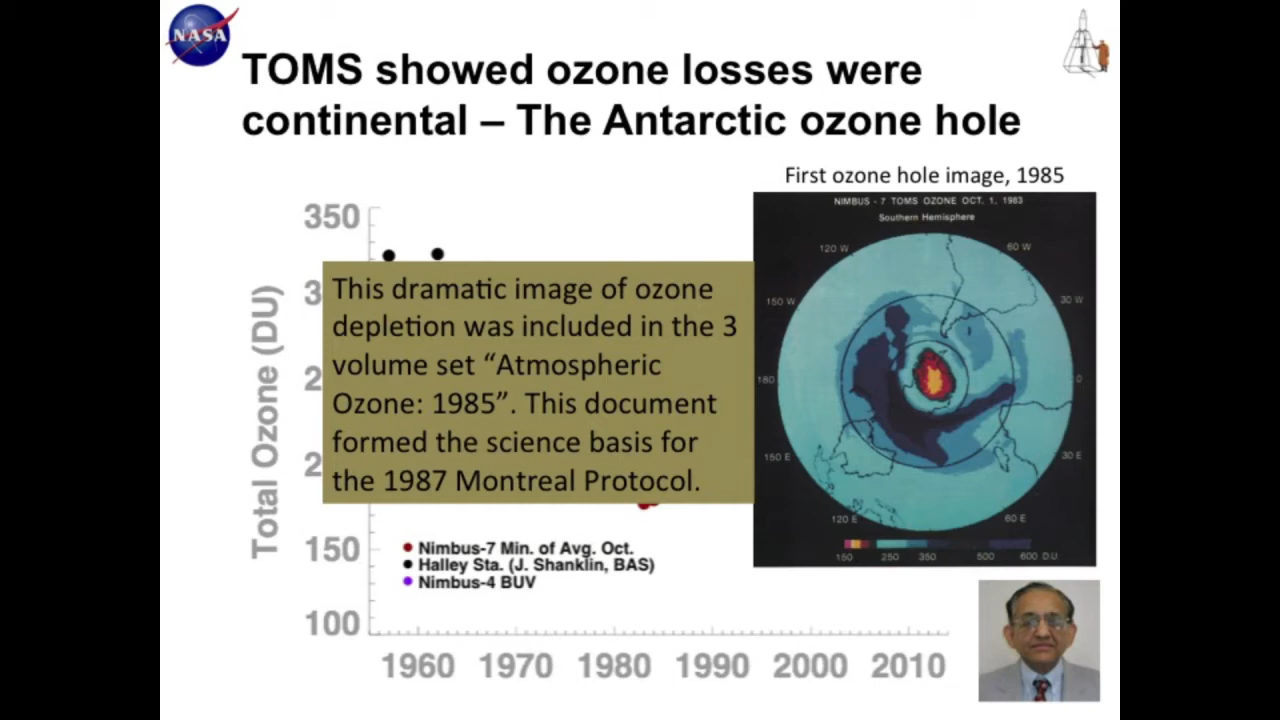 NASA
TOMS showed ozone losses were
continental – The Antarctic ozone hole
First ozone hole image, 1985
350
3
2
2
150
100
Total Ozone (DU)
This dramatic image of ozone
depletion was included in the 3
volume set “Atmospheric
Ozone: 1985”. This document
formed the science basis for
the 1987 Montreal Protocol.
Nimbus-7 Min. of Avg. Oct.
Halley Sta. (J. Shanklin, BAS)
Nimbus-4 BUV
1960 1970 1980 1990 2000 2010
NIMBUS - 7 TOMS OZONE OCT. 1, 1983
Southern Hemisphere
120 W 60 W
150 W 30 W
180 0
150 E 30 E
120 E 60 E
150 250 350 500 600 D.U.